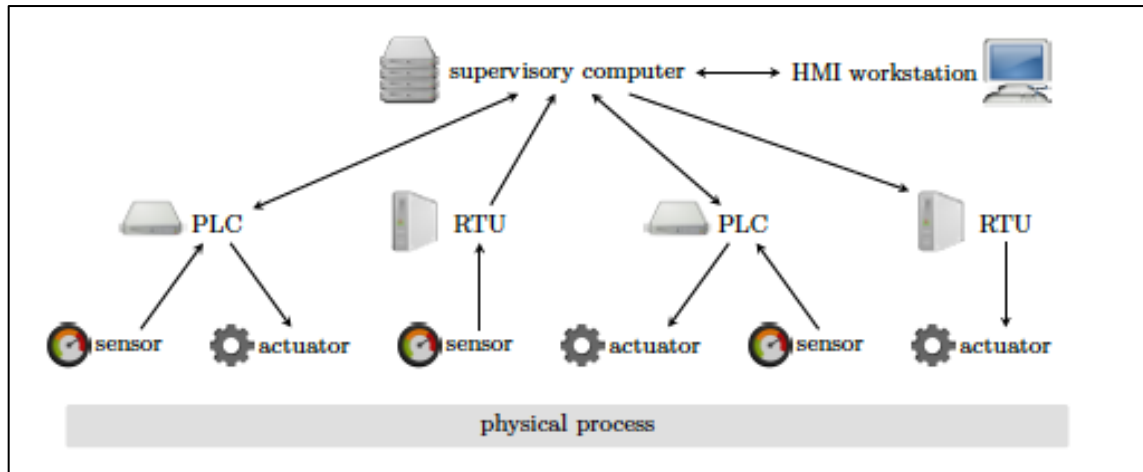 supervisory computer HMI workstation
PLC RTU PLC RTU
sensor actuator sensor actuator sensor actuator
physical process